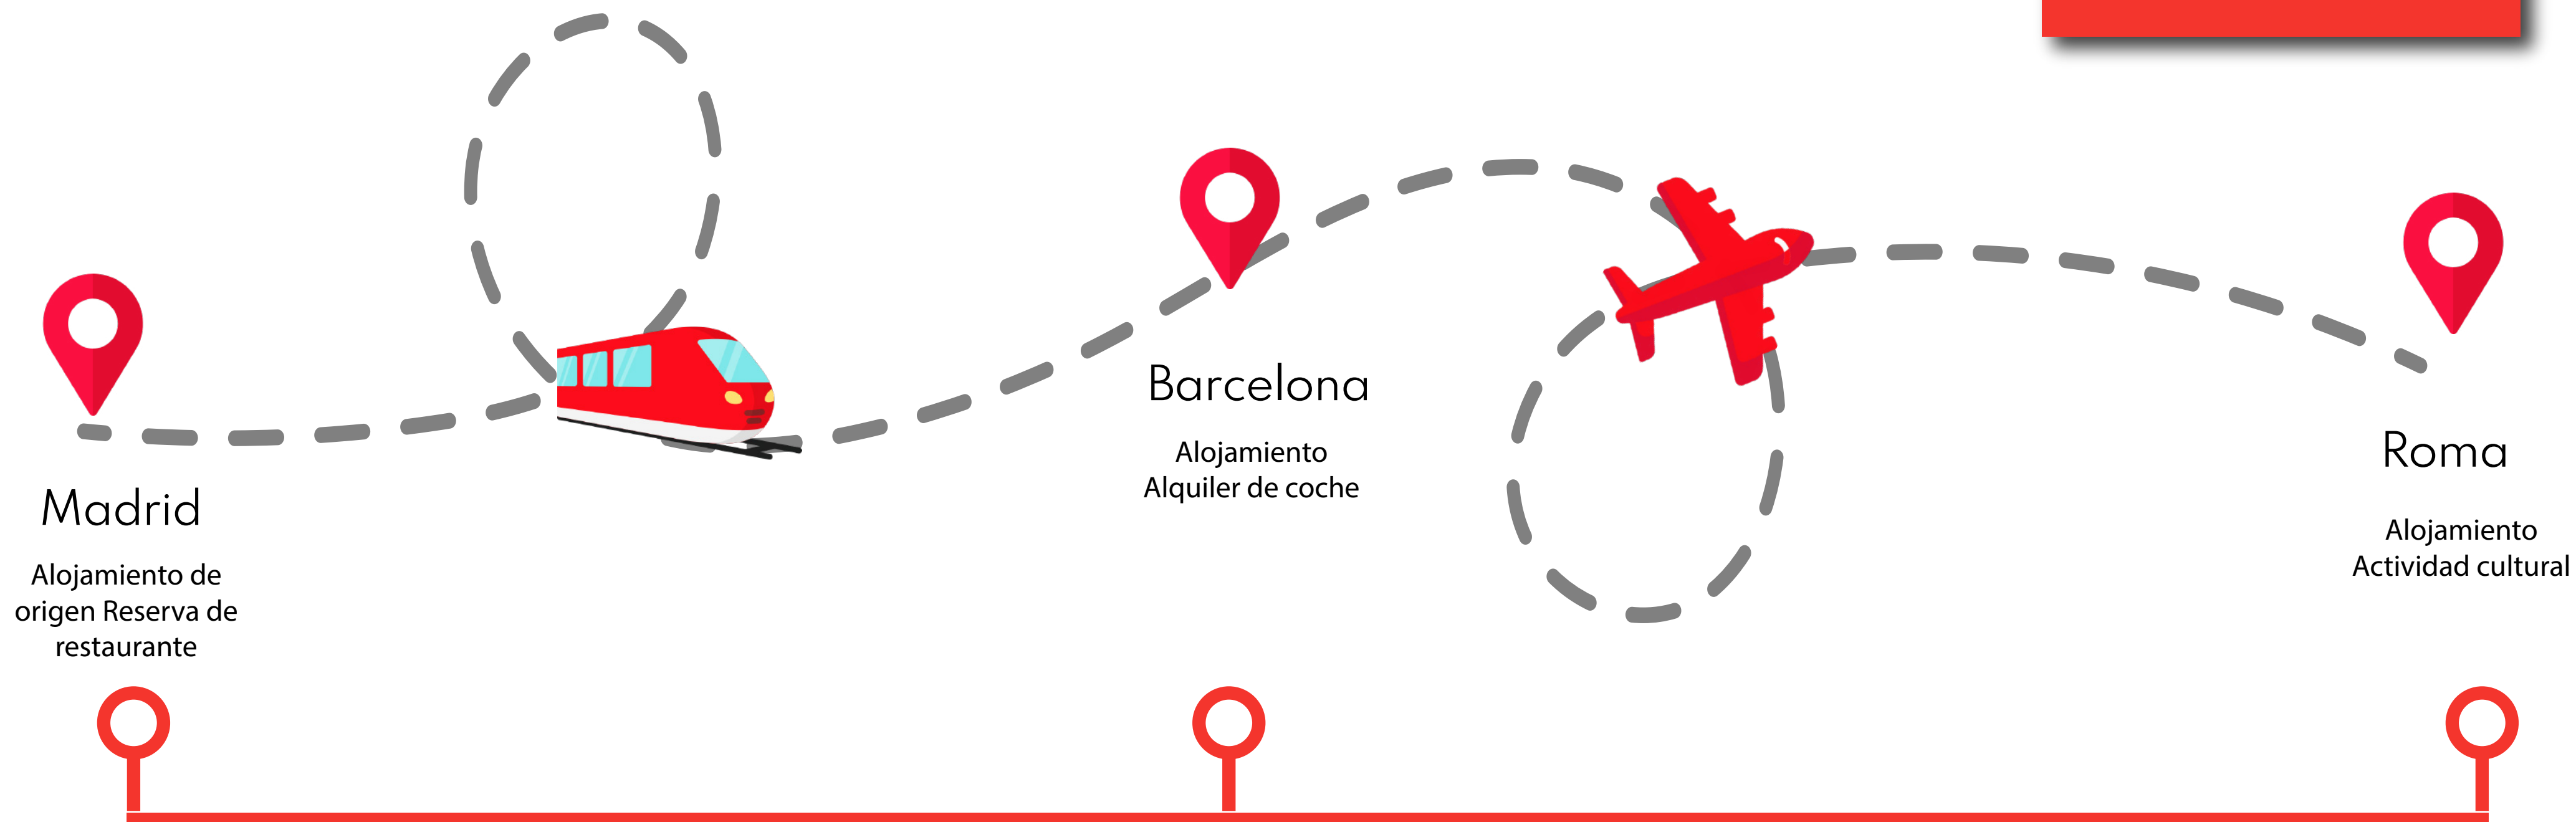 Madrid
Alojamiento de
origen Reserva de
restaurante
Barcelona
Alojamiento
Alquiler de coche
Roma
Alojamiento
Actividad cultural